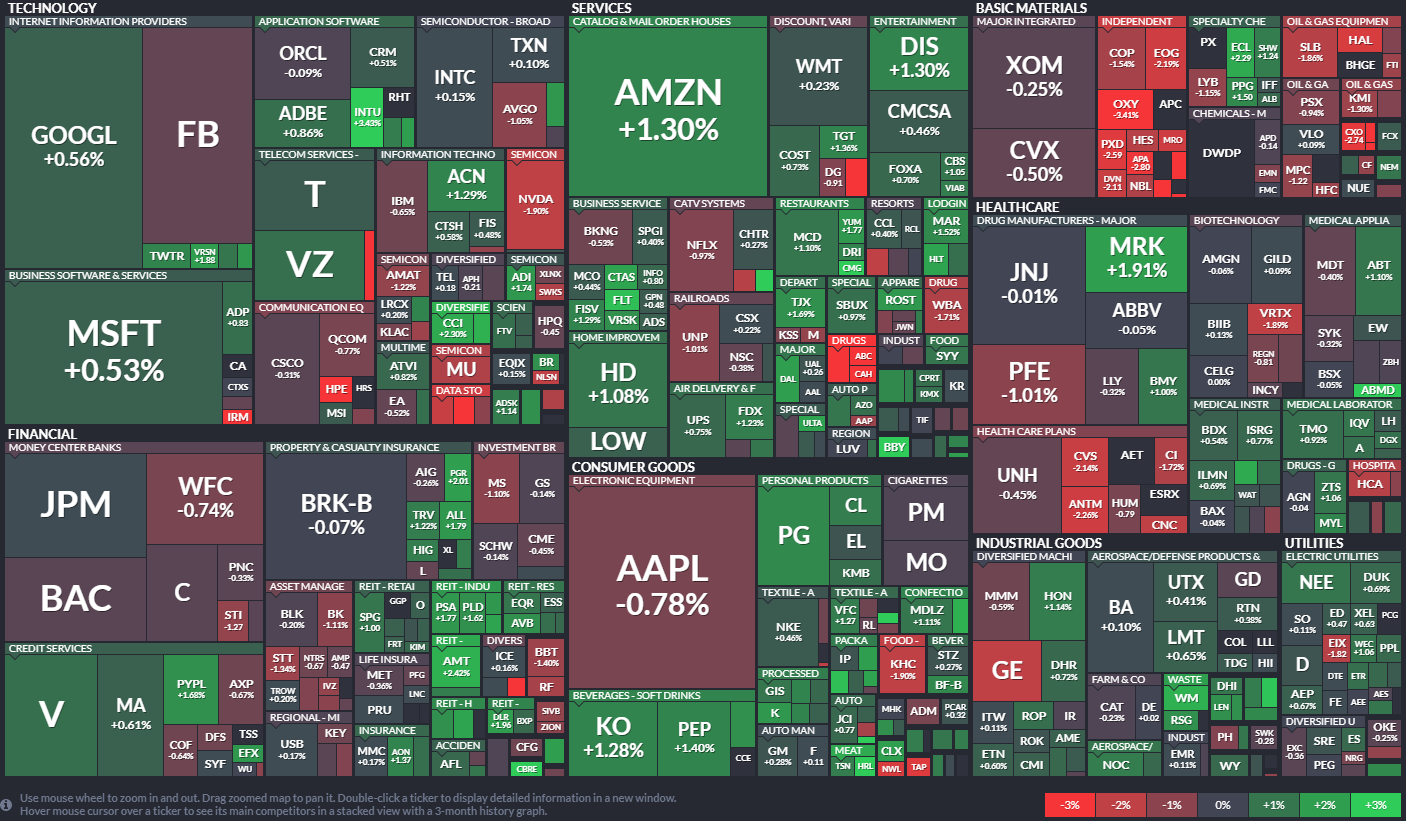 TECHNOLOGY
INTERNET INFORMATION PROVIDERS
GOOGL
+0.56%
FB
TWTR
VRSN
+1.88
APPLICATION SOFTWARE
ORCL
-0.09%
CRM
+0.51%
ADBE
+0.86%
INTU
+3.43%
RHT
SEMICONDUCTOR - BROAD
INTC
+0.15%
TXN
+0.10%
AVGO
-1.05%
TELECOM SERVICES -
T
VZ
INFORMATION TECHNO
IBM
-0.65%
ACN
+1.29%
CTSH
+0.58%
FIS
+0.48%
SEMICON
NVDA
-1.90%
BUSINESS SOFTWARE & SERVICES
MSFT
+0.53%
ADP
+0.83
CA
CTXS
IRM
COMMUNICATION EQ
CSCO
-0.31%
QCOM
-0.77%
HPE
HRS
MSI
SEMICON
AMAT
-1.22%
LRCX
+0.20%
KLAC
MULTIME
ATVI
+0.82%
EA
-0.52%
DIVERSIFIED
TEL
+0.18
APH
-0.21
DIVERSIFIE
CCI
+2.30%
SEMICON
MU
DATA STO
SEMICON
ADI
+1.74
XLNX
SWKS
SCIEN
FTV
HPQ
-0.45
EQIX
+0.15%
BR
NLSN
ADSK
+1.14
SERVICES
CATALOG & MAIL ORDER HOUSES
AMZN
+1.30%
DISCOUNT, VARI
WMT
+0.23%
COST
+0.73%
TGT
+1.36%
DG
-0.91
ENTERTAINMENT
DIS
+1.30%
CMCSA
+0.46%
FOXA
+0.70%
CBS
+1.05
VIAB
BUSINESS SERVICE
BKNG
-0.53%
SPGI
+0.40%
MCO
+0.44%
CTAS
INFO
+0.80
FLT
GPN
+0.48
FISV
+1.29%
VRSK
ADS
CATV SYSTEMS
NFLX
-0.97%
CHTR
+0.27%
RESTAURANTS
MCD
+1.10%
YUM
+1.77
DRI
CMG
RESORTS
CCL
+0.40%
RCL
LODGIN
MAR
+1.52%
HLT
RAILROADS
UNP
-1.01%
CSX
+0.22%
NSC
-0.38%
DEPART
TJX
+1.69%
KSS
M
SPECIAL
SBUX
+0.97%
APPARE
ROST
JWN
DRUG
WBA
-1.71%
HOME IMPROVEM
HD
+1.08%
LOW
MAJOR
DAL
UAL
+0.26
AAL
DRUGS
ABC
CAH
INDUST
FOOD
SYY
AIR DELIVERY & F
UPS
+0.75%
FDX
+1.23%
SPECIAL
ULTA
AUTO P
AZO
AAP
REGION
LUV
CPRT
KMX
KR
TIF
BBY
BASIC MATERIALS
MAJOR INTEGRATED
XOM
-0.25%
CVX
-0.50%
INDEPENDENT
COP
-1.54%
EOG
-2.19%
OXY
-3.41%
APC
PXD
-2.59
HES
MRO
APA
-2.80
DVN
-2.11
NBL
SPECIALTY CHE
PX
ECL
+2.29
SHW
+1.24
LYB
-1.15%
PPG
+1.50
IFF
ALB
CHEMICALS - M
DWDP
APD
-0.14
EMN
FMC
OIL & GAS EQUIPMEN
SLB
-1.86%
HAL
BHGE
FTI
OIL & GA
PSX
-0.94%
VLO
+0.09%
MPC
-1.22
HFC
OIL & GAS
KMI
-1.30%
CXO
-2.74
FCX
CF
NEM
NUE
HEALTHCARE
DRUG MANUFACTURERS - MAJOR
JNJ
-0.01%
MRK
+1.91%
ABBV
-0.05%
PFE
-1.01%
LLY
-0.32%
BMY
+1.00%
BIOTECHNOLOGY
AMGN
-0.06%
GILD
+0.09%
BIIB
+0.13%
VRTX
-1.89%
CELG
0.00%
REGN
-0.81
INCY
MEDICAL APPLIA
MDT
-0.40%
ABT
+1.10%
SYK
-0.32%
EW
BSX
-0.05%
ZBH
ABMD
HEALTH CARE PLANS
UNH
-0.45%
CVS
-2.14%
AET
CI
-1.72%
ANTM
-2.26%
HUM
-0.79
ESRX
CNC
MEDICAL INSTR
BDX
+0.54%
ISRG
+0.77%
ILMN
+0.69%
WAT
BAX
-0.04%
MEDICAL LABORATOR
TMO
+0.92%
IQV
LH
A
DGX
DRUGS - G
AGN
-0.04
ZTS
+1.06
MYL
HOSPITA
HCA
FINANCIAL
MONEY CENTER BANKS
JPM
WFC
-0.74%
BAC
C
PNC
-0.33%
STI
-1.27
PROPERTY & CASUALTY INSURANCE
BRK-B
-0.07%
AIG
-0.26%
PGR
+2.01
TRV
+1.22%
ALL
+1.79
HIG
XL
L
INVESTMENT BR
MS
-1.10%
GS
-0.14%
SCHW
-0.14%
CME
-0.45%
CREDIT SERVICES
V
MA
+0.61%
PYPL
+1.68%
AXP
-0.67%
COF
-0.64%
DFS
SYF
TSS
EFX
WU
ASSET MANAGE
BLK
-0.20%
BK
-1.11%
STT
-1.34%
NTRS
-0.67
AMP
-0.47
TROW
+0.20%
IVZ
REGIONAL - MI
USB
+0.17%
KEY
REIT - RETAI
SPG
+1.00
GGP
O
FRT
KIM
LIFE INSURA
MET
-0.36%
PFG
PRU
LNC
INSURANCE
MMC
+0.17%
AON
+1.37
REIT - INDU
PSA
+1.77
PLD
+1.62
REIT - RES
EQR
ESS
AVB
REIT -
AMT
+2.42%
DIVERS
ICE
+0.16%
BBT
-1.40%
RF
REIT - H
REIT -
DLR
+1.96
BXP
SIVB
ZION
ACCIDEN
AFL
CFG
CBRE
CONSUMER GOODS
ELECTRONIC EQUIPMENT
AAPL
-0.78%
PERSONAL PRODUCTS
PG
CL
EL
KMB
CIGARETTES
PM
MO
BEVERAGES - SOFT DRINKS
KO
+1.28%
PEP
+1.40%
CCE
TEXTILE - A
NKE
+0.46%
TEXTILE - A
VFC
+1.27
RL
CONFECTIO
MDLZ
+1.11%
PROCESSED
GIS
K
PACKA
IP
FOOD -
KHC
-1.90%
BEVER
STZ
+0.27%
BF-B
AUTO MAN
GM
+0.28%
F
+0.11
AUTO
JCI
+0.77
MEAT
TSN
HRL
MHK
ADM
PCAR
+0.32
CLX
NWL
TAP
INDUSTRIAL GOODS
DIVERSIFIED MACHI
MMM
-0.59%
HON
+1.14%
GE
DHR
+0.72%
ITW
+0.11%
ROP
IR
ROK
AME
ETN
+0.60%
CMI
AEROSPACE/DEFENSE PRODUCTS &
BA
+0.10%
UTX
+0.41%
GD
LMT
+0.65%
RTN
+0.38%
COL
LLL
TDG
HII
FARM & CO
CAT
-0.23%
DE
+0.02
AEROSPACE/
NOC
WASTE
WM
RSG
INDUST
EMR
+0.11%
DHI
LEN
PH
SWK
-0.28
WY
UTILITIES
ELECTRIC UTILITIES
NEE
DUK
+0.69%
SO
+0.11%
ED
+0.47
XEL
+0.63
PCG
D
EIX
-1.82
WEC
+1.06
PPL
DTE
ETR
AEP
+0.67%
FE
AEE
AES
DIVERSIFIED U
EXC
-0.36
SRE
PEG
ES
NRG
OKE
-0.25%
Use mouse wheel to zoom in and out. Drag zoomed map to pan it. Double-click a ticker to display detailed information in a new window.
Hover mouse cursor over a ticker to see its main competitors in a stacked view with a 3-month history graph.
-3%
-2%
-1%
0%
+1%
+2%
+3%